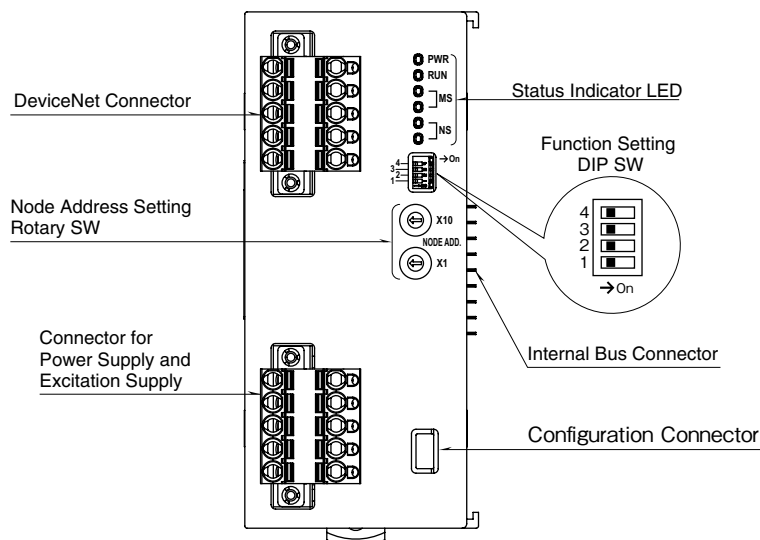 DeviceNet Connector
PWR
RUN
MS
NS
Status Indicator LED
→On
4
3
2
1
Function Setting
DIP SW
4
3
2
1
→On
Node Address Setting
Rotary SW
X10
NODE ADD.
X1
Connector for
Power Supply and
Excitation Supply
Internal Bus Connector
Configuration Connector